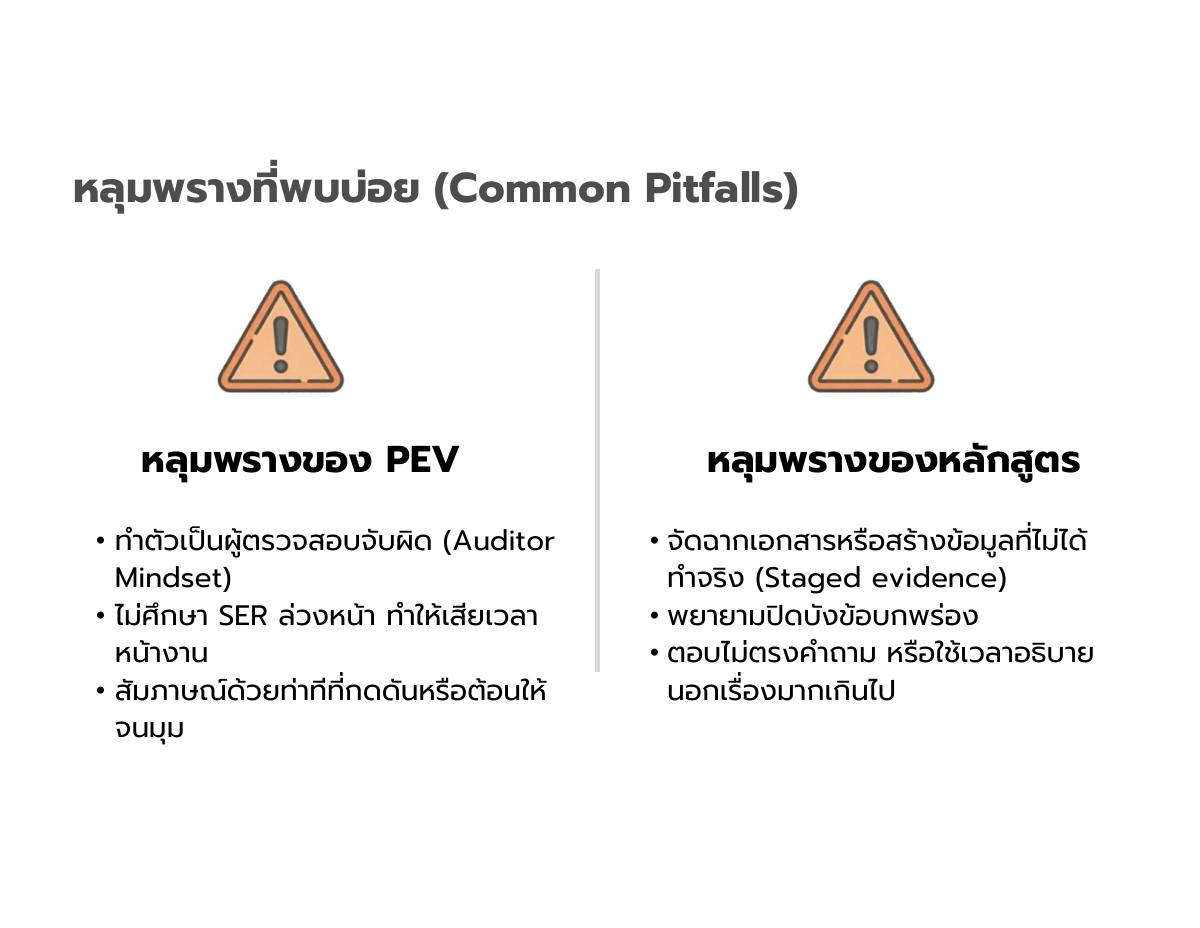 หลุมพรางที่พบบ่อย (Common Pitfalls)
หลุมพรางของ PEV
• ทำตัวเป็นผู้ตรวจสอบจับผิด (Auditor
Mindset)
• ไม่ศึกษา SER ล่วงหน้า ทำให้เสียเวลา
หน้างาน
• สัมภาษณ์ด้วยท่าทีที่กดดันหรือต้อนให้
จนมุม
หลุมพรางของหลักสูตร
• จัดฉากเอกสารหรือสร้างข้อมูลที่ไม่ได้
ทำจริง (Staged evidence)
• พยายามปิดบังข้อบกพร่อง
• ตอบไม่ตรงคำถาม หรือใช้เวลาอธิบาย
นอกเรื่องมากเกินไป